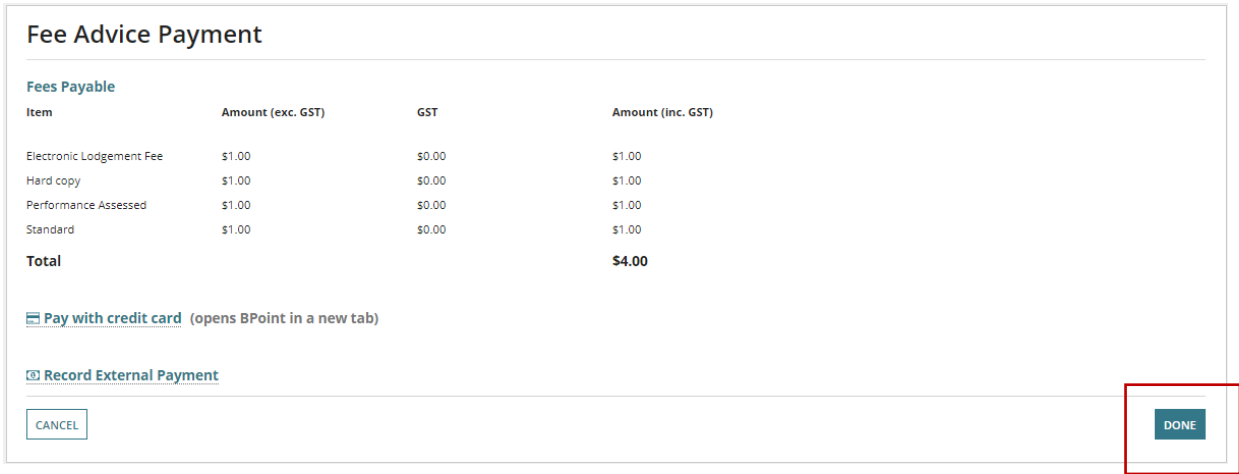 Fee Advice Payment
Fees Payable
Item Amount (exc. GST) GST Amount (inc. GST)
Electronic Lodgement Fee $1.00 $0.00 $1.00
Hard copy $1.00 $0.00 $1.00
Performance Assessed $1.00 $0.00 $1.00
Standard $1.00 $0.00 $1.00
Total $4.00
Pay with credit card (opens BPoint in a new tab)
Record External Payment
CANCEL DONE